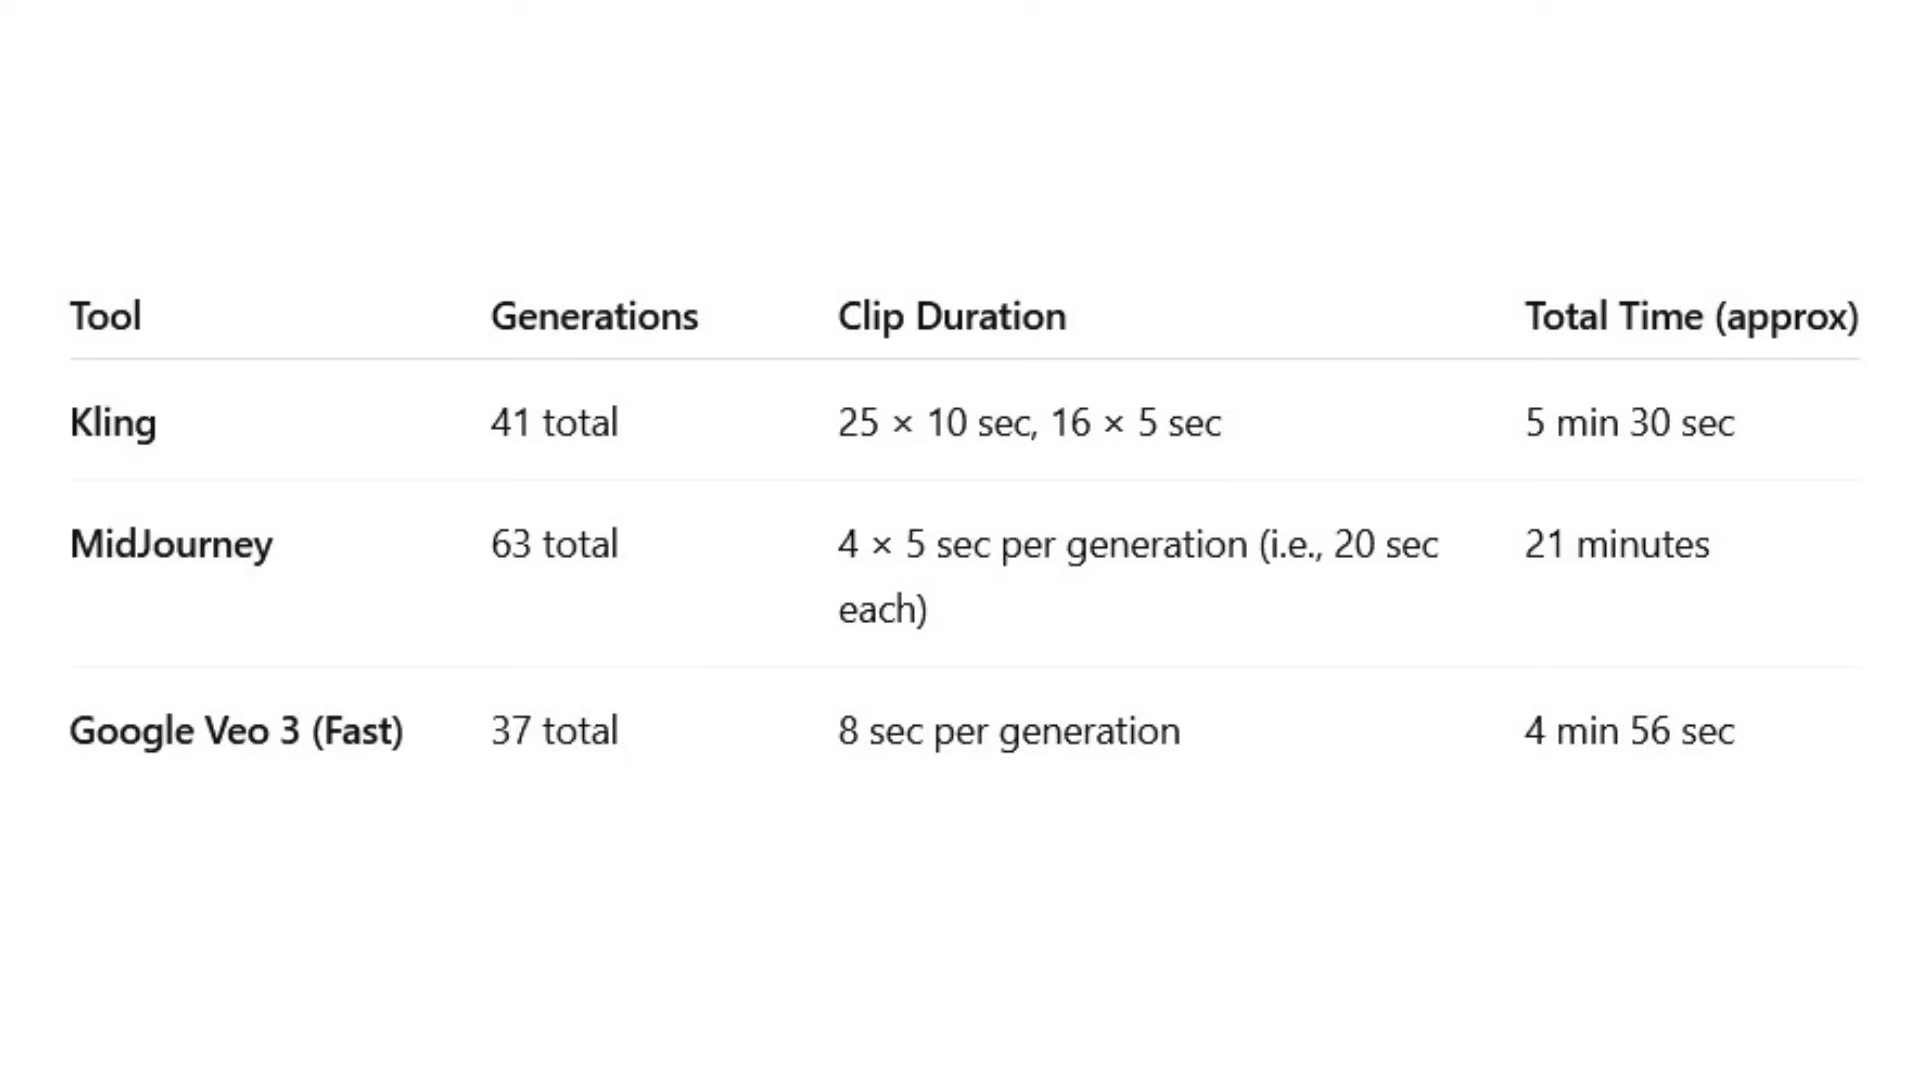 Tool Generations Clip Duration Total Time (approx)
Kling 41 total 25 × 10 sec, 16 × 5 sec 5 min 30 sec
MidJourney 63 total 4 × 5 sec per generation (i.e., 20 sec 21 minutes
each)
Google Veo 3 (Fast) 37 total 8 sec per generation 4 min 56 sec